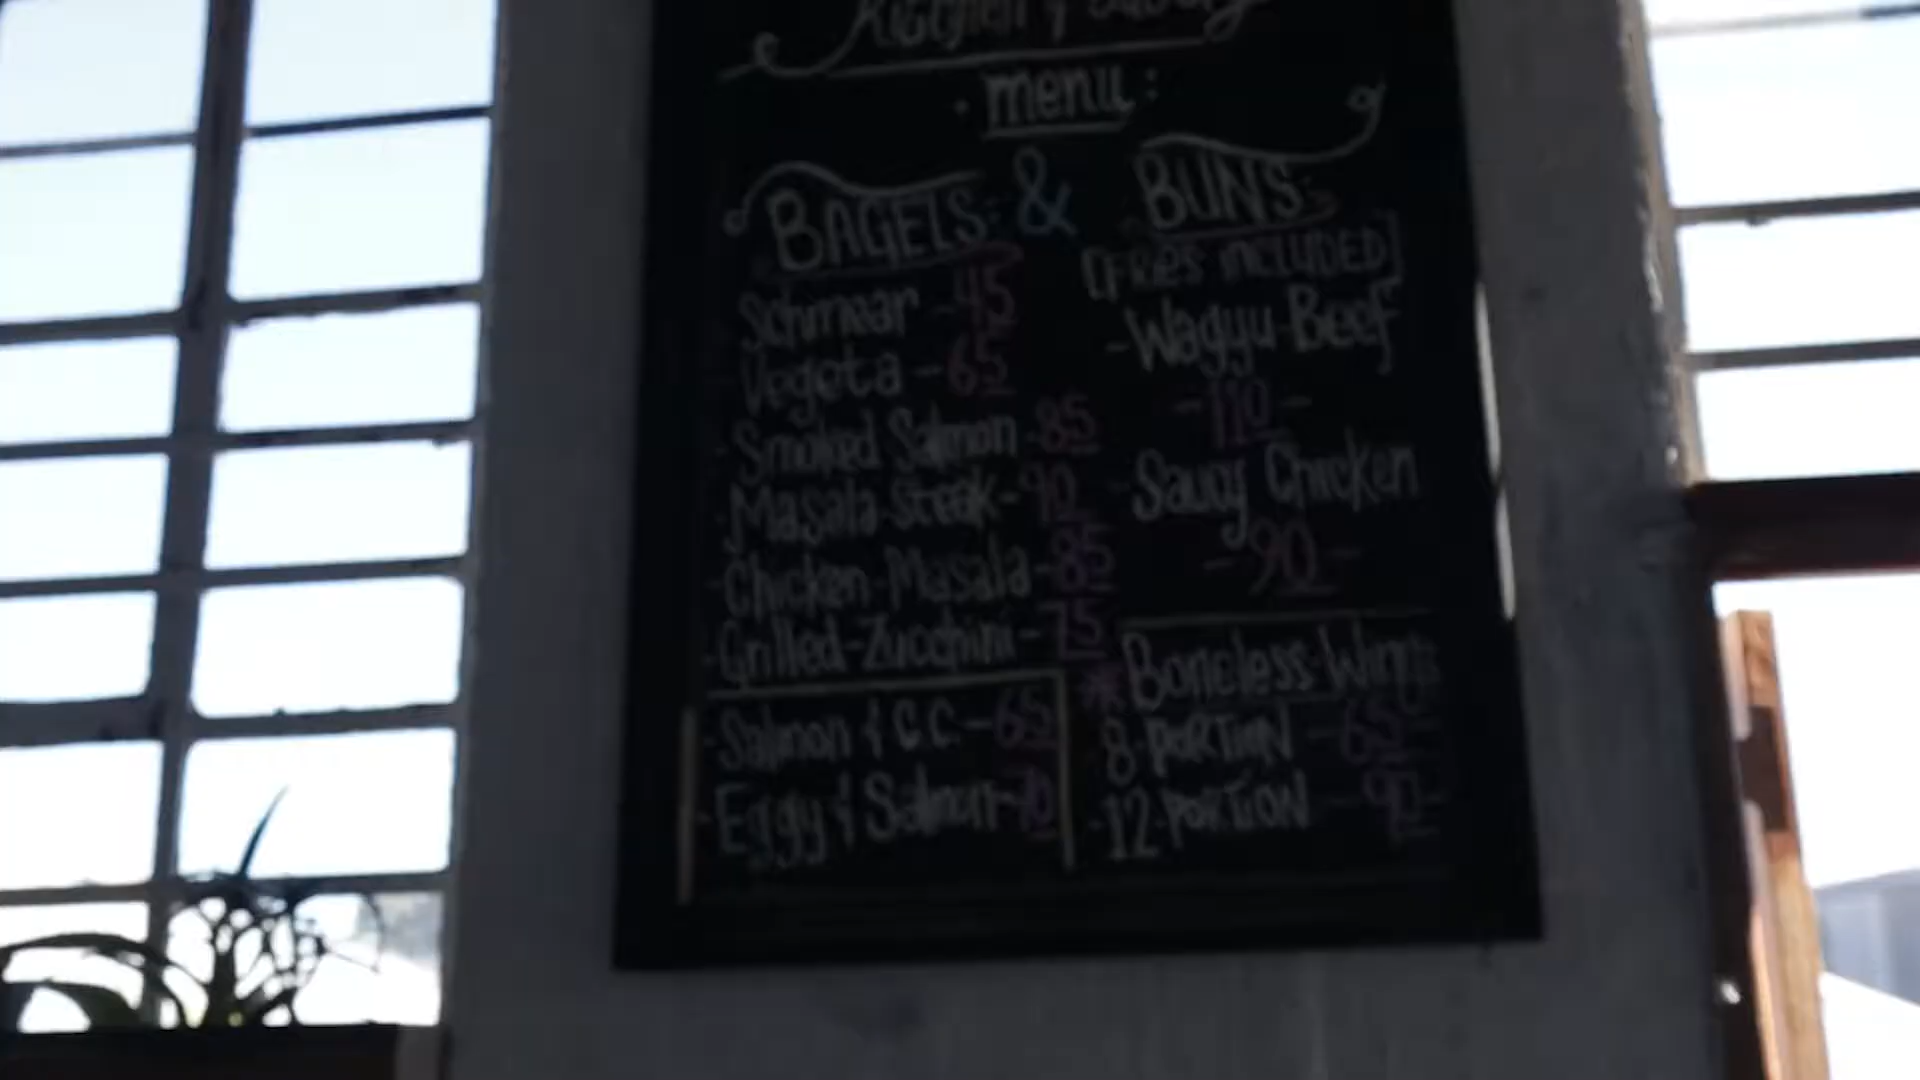 Kitchen &
menu:
BAGELS & BUNS
Schmear - 45
Vegeta - 65
- Smoked Salmon - 85
- Masala Steak - 90
- Chicken Masala - 85
- Grilled Zucchini - 75
- Salmon & C.C. - 65
- Eggy & Salmon - 70
[FRIES INCLUDED]
- Wagyu Beef
- 110 -
- Saucy Chicken
- 90 -
* Boneless Wings
8 PORTION - 65 -
- 12 PORTION - 90 -